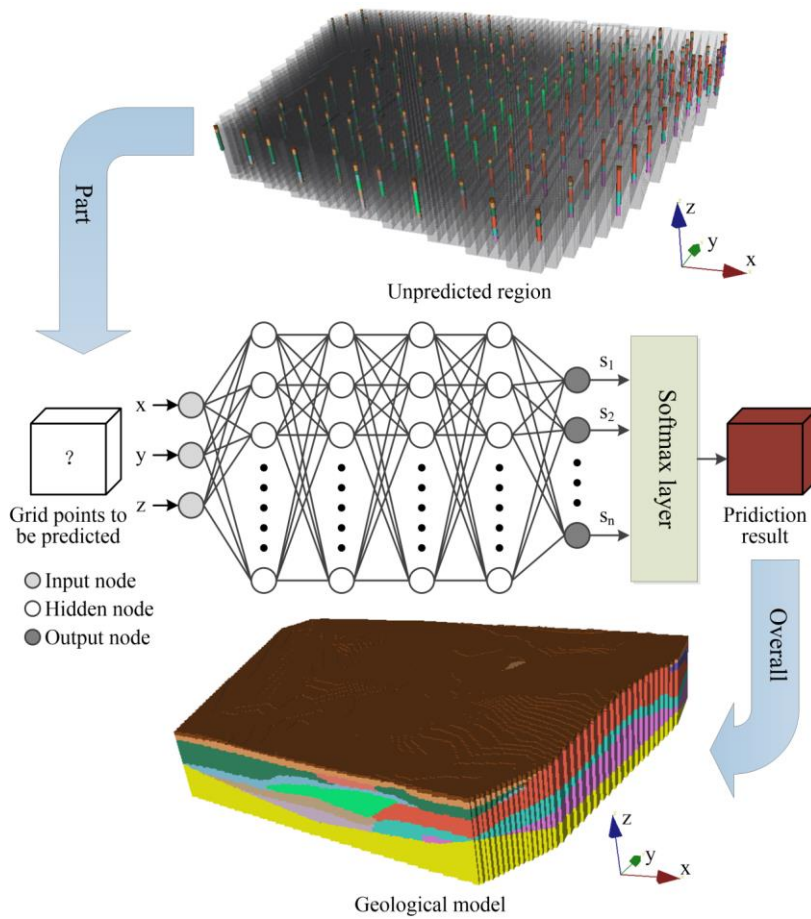 z
y
x
Unpredicted region
Part
x
y
z
?
Grid points to
be predicted
Input node
Hidden node
Output node
s1
s2
sn
Softmax layer
Pridiction
result
Overall
z
y
x
Geological model